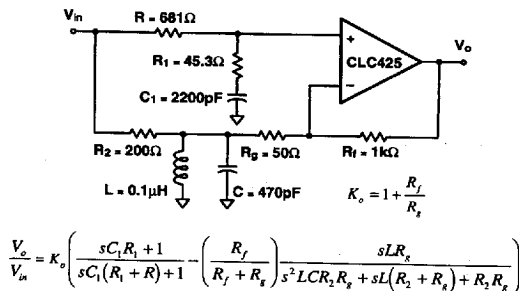 Vin
R = 681Ω
R1 = 45.3Ω
C1 = 2200pF
+
CLC425
−
Vo
R2 = 200Ω
Rg = 50Ω
Rf = 1kΩ
L = 0.1μH
C = 470pF
Ko = 1 + Rf/Rg
Vo/Vin = Ko( (sC1R1 + 1)/(sC1(R1 + R) + 1) − (Rf/(Rf + Rg)) sLRg/(s²LCR2Rg + sL(R2 + Rg) + R2Rg) )